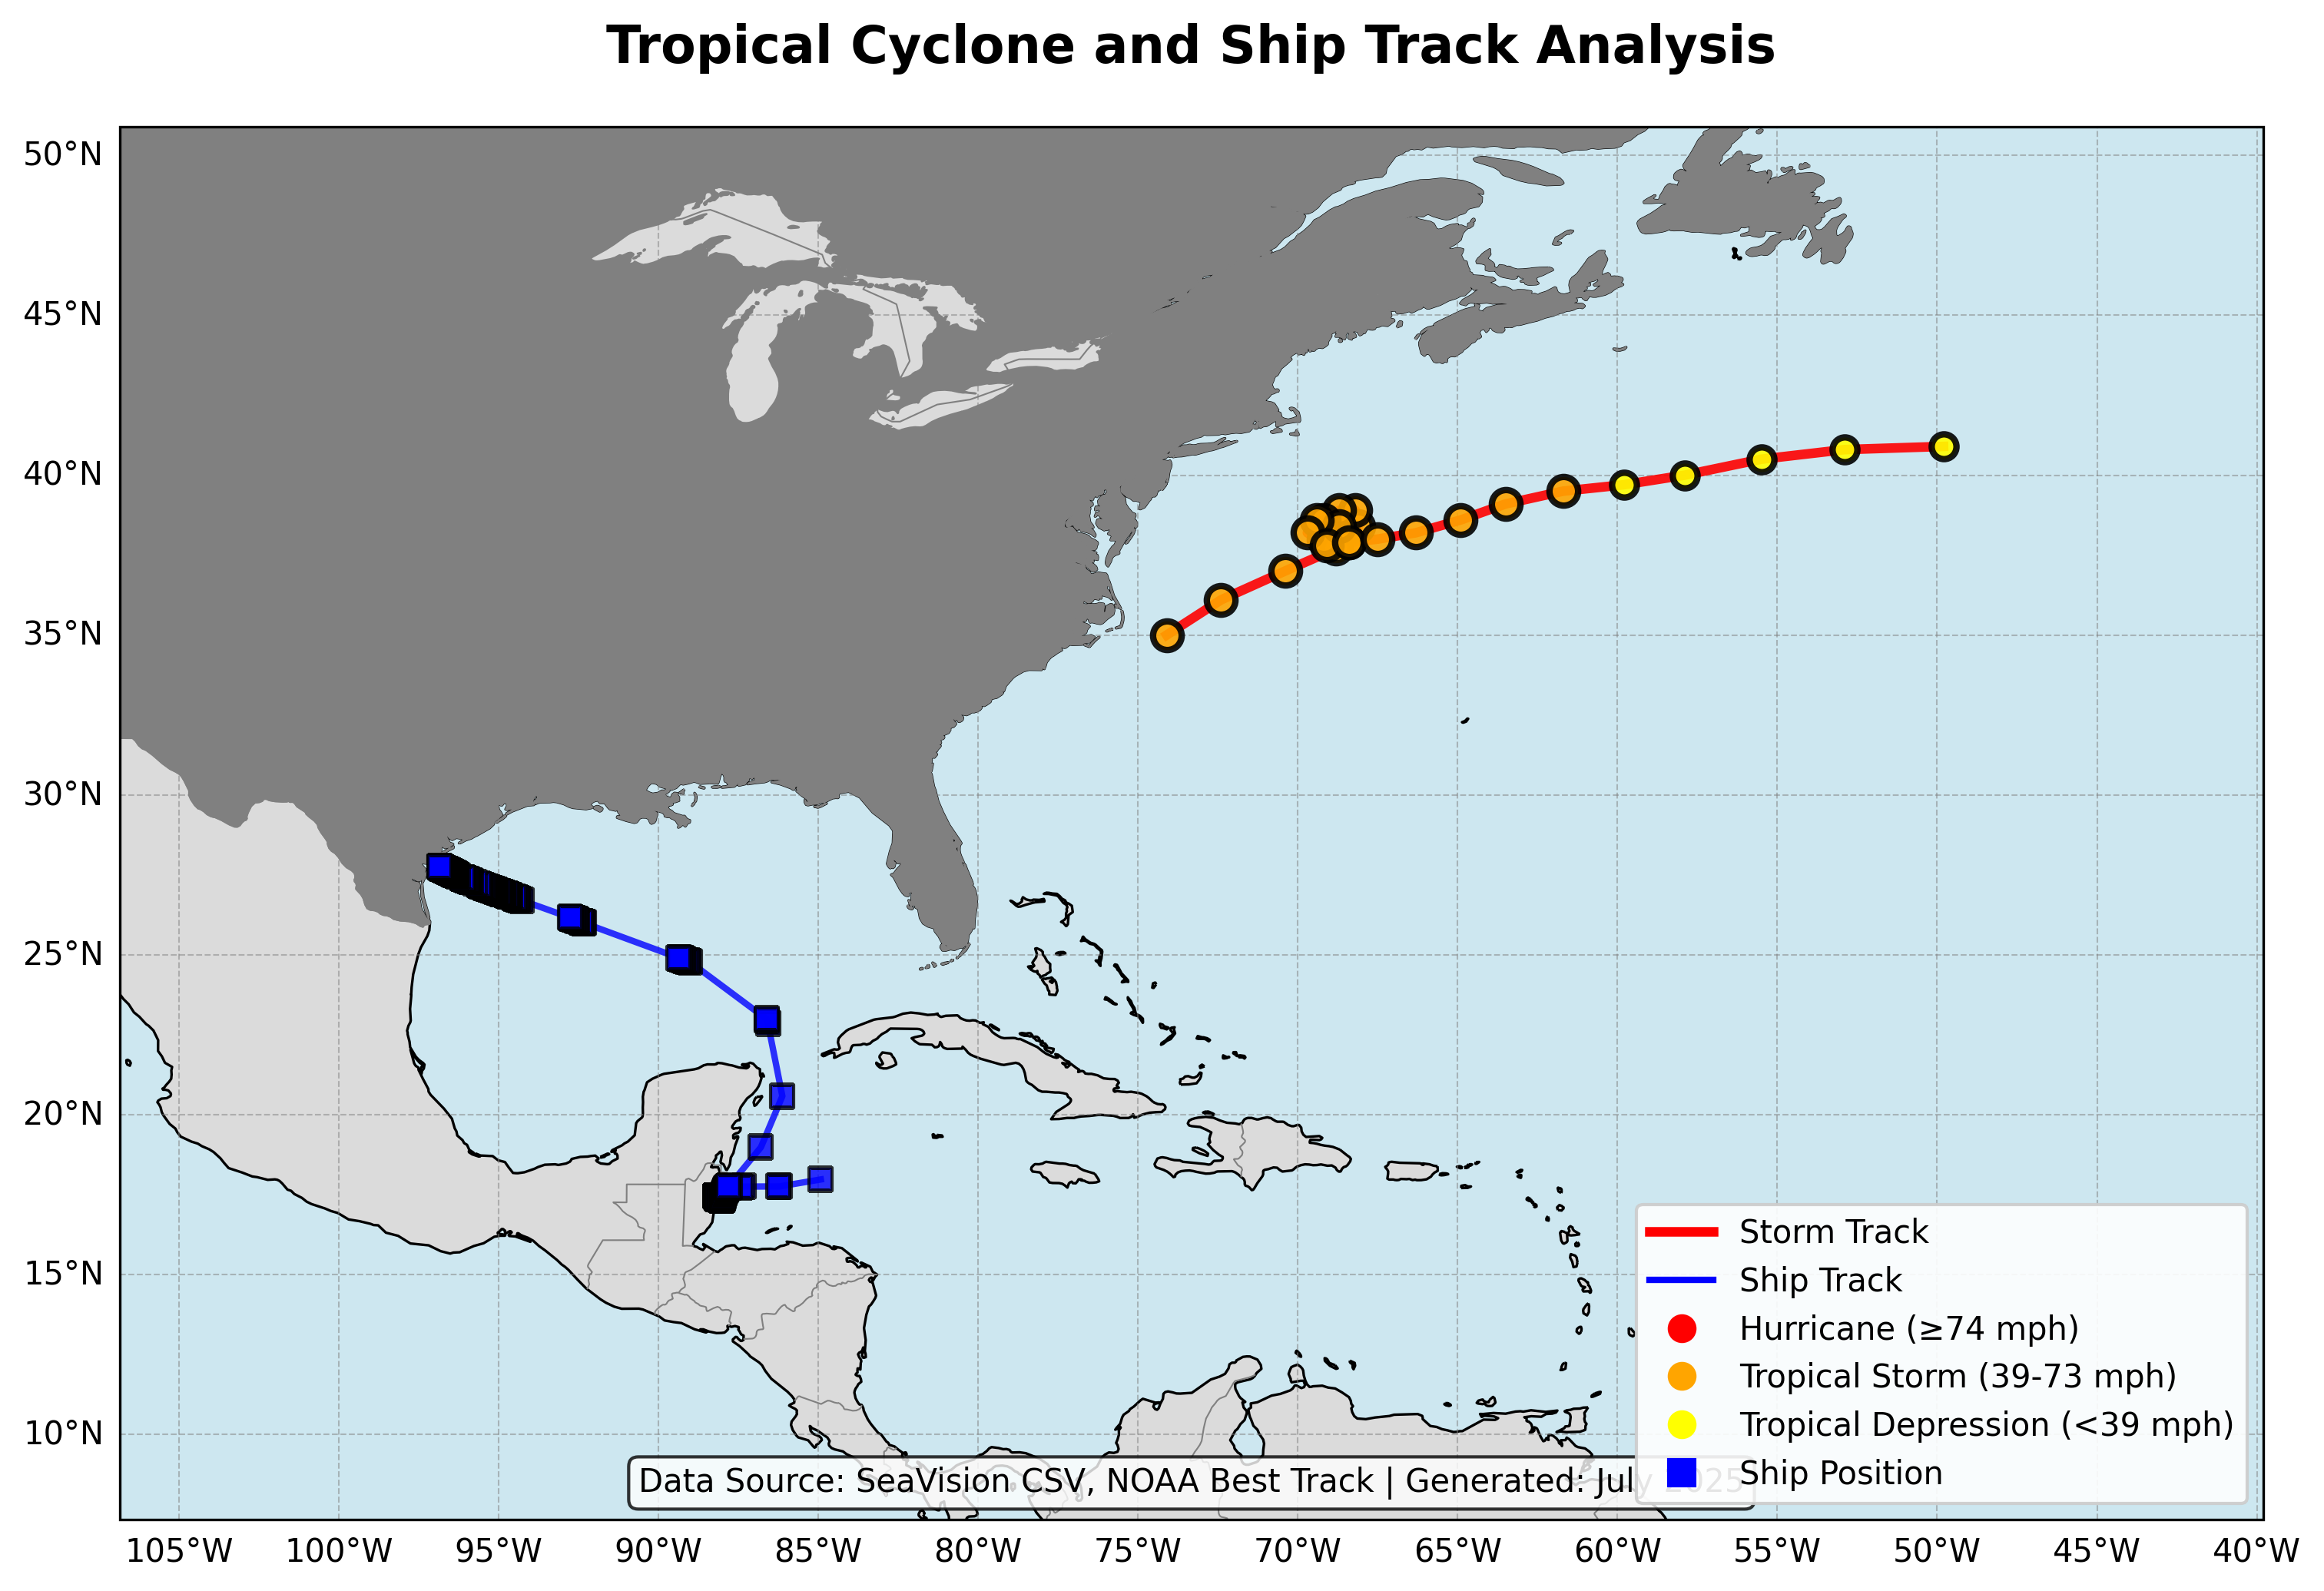 Tropical Cyclone and Ship Track Analysis
50°N
45°N
40°N
35°N
30°N
25°N
20°N
15°N
10°N
Storm Track
Ship Track
Hurricane (≥74 mph)
Tropical Storm (39-73 mph)
Tropical Depression (<39 mph)
Ship Position
Data Source: SeaVision CSV, NOAA Best Track | Generated: July 2025
105°W 100°W 95°W 90°W 85°W 80°W 75°W 70°W 65°W 60°W 55°W 50°W 45°W 40°W